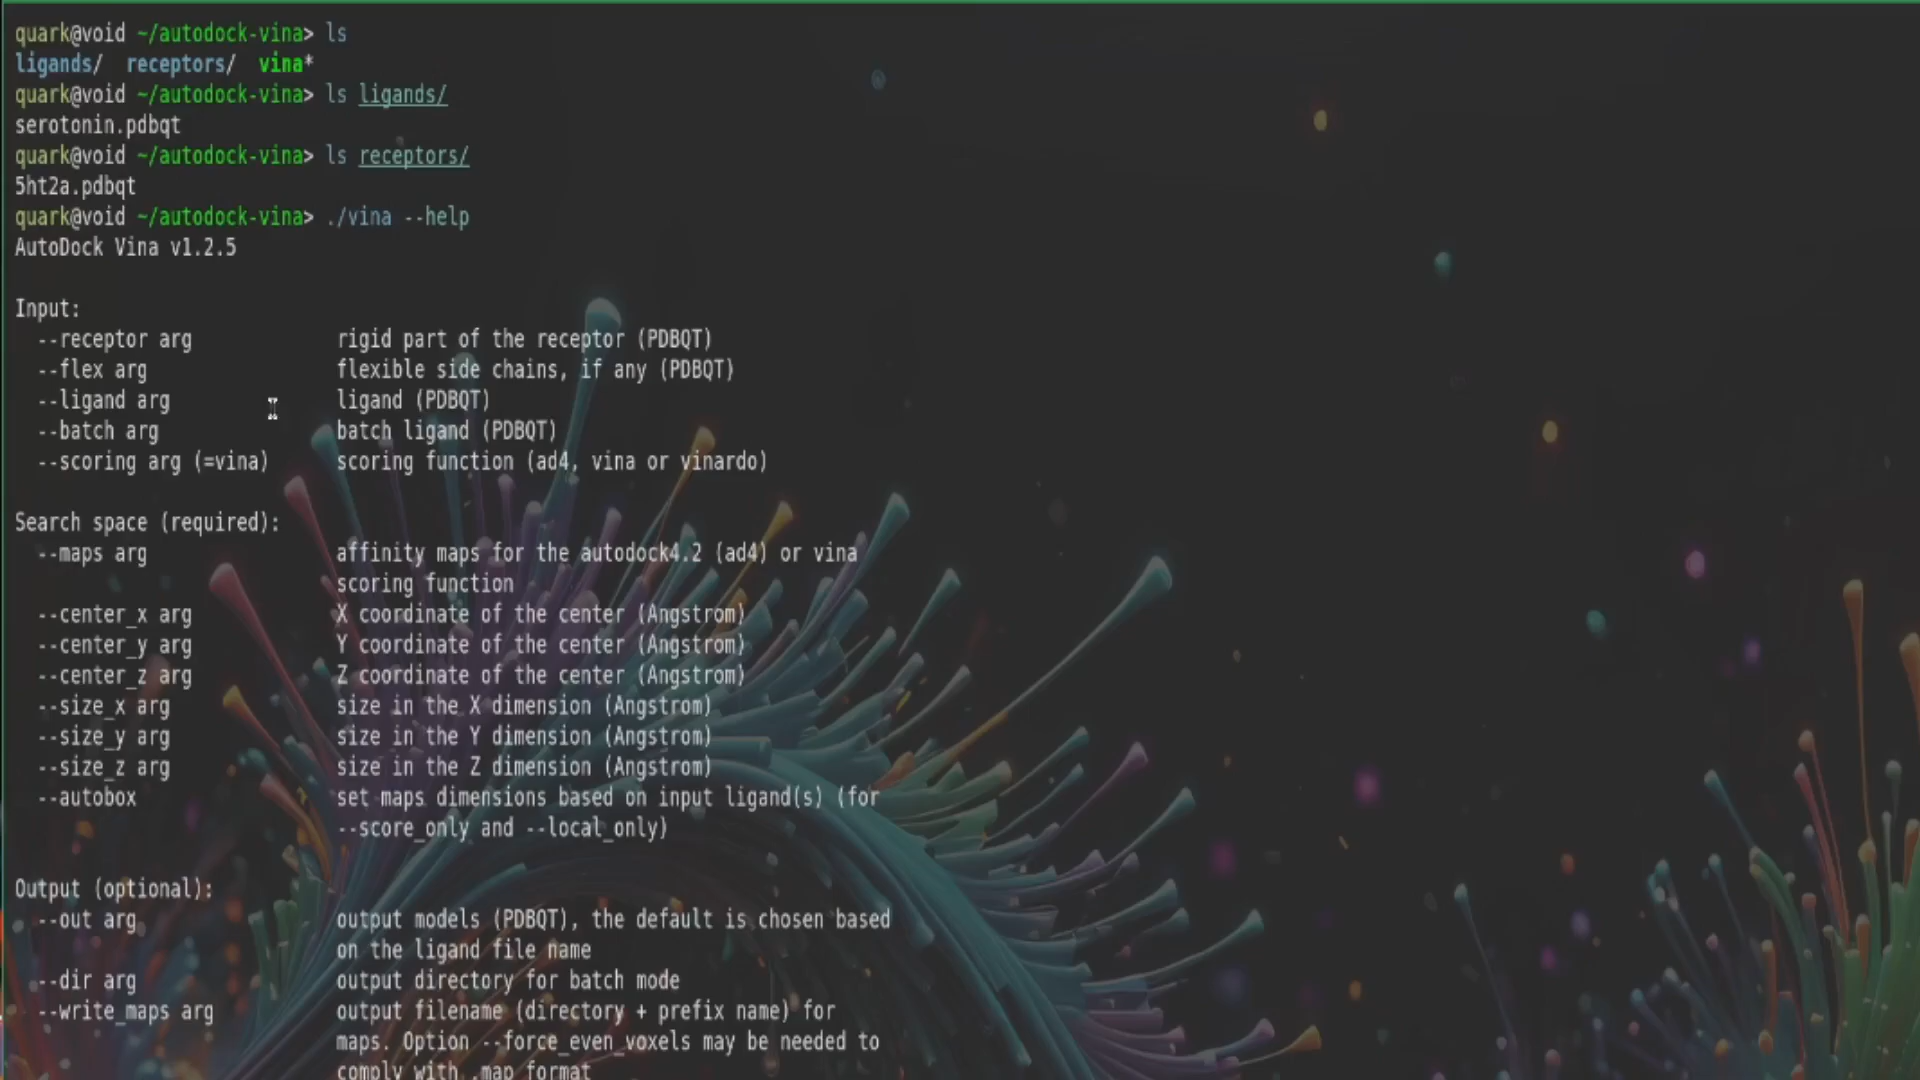 quark@void ~/autodock-vina> ls
ligands/  receptors/  vina*
quark@void ~/autodock-vina> ls ligands/
serotonin.pdbqt
quark@void ~/autodock-vina> ls receptors/
5ht2a.pdbqt
quark@void ~/autodock-vina> ./vina --help
AutoDock Vina v1.2.5

Input:
  --receptor arg             rigid part of the receptor (PDBQT)
  --flex arg                 flexible side chains, if any (PDBQT)
  --ligand arg               ligand (PDBQT)
  --batch arg                batch ligand (PDBQT)
  --scoring arg (=vina)      scoring function (ad4, vina or vinardo)

Search space (required):
  --maps arg                 affinity maps for the autodock4.2 (ad4) or vina
                             scoring function
  --center_x arg             X coordinate of the center (Angstrom)
  --center_y arg             Y coordinate of the center (Angstrom)
  --center_z arg             Z coordinate of the center (Angstrom)
  --size_x arg               size in the X dimension (Angstrom)
  --size_y arg               size in the Y dimension (Angstrom)
  --size_z arg               size in the Z dimension (Angstrom)
  --autobox                  set maps dimensions based on input ligand(s) (for
                             --score_only and --local_only)

Output (optional):
  --out arg                  output models (PDBQT), the default is chosen based
                             on the ligand file name
  --dir arg                  output directory for batch mode
  --write_maps arg           output filename (directory + prefix name) for
                             maps. Option --force_even_voxels may be needed to
                             comply with .map format